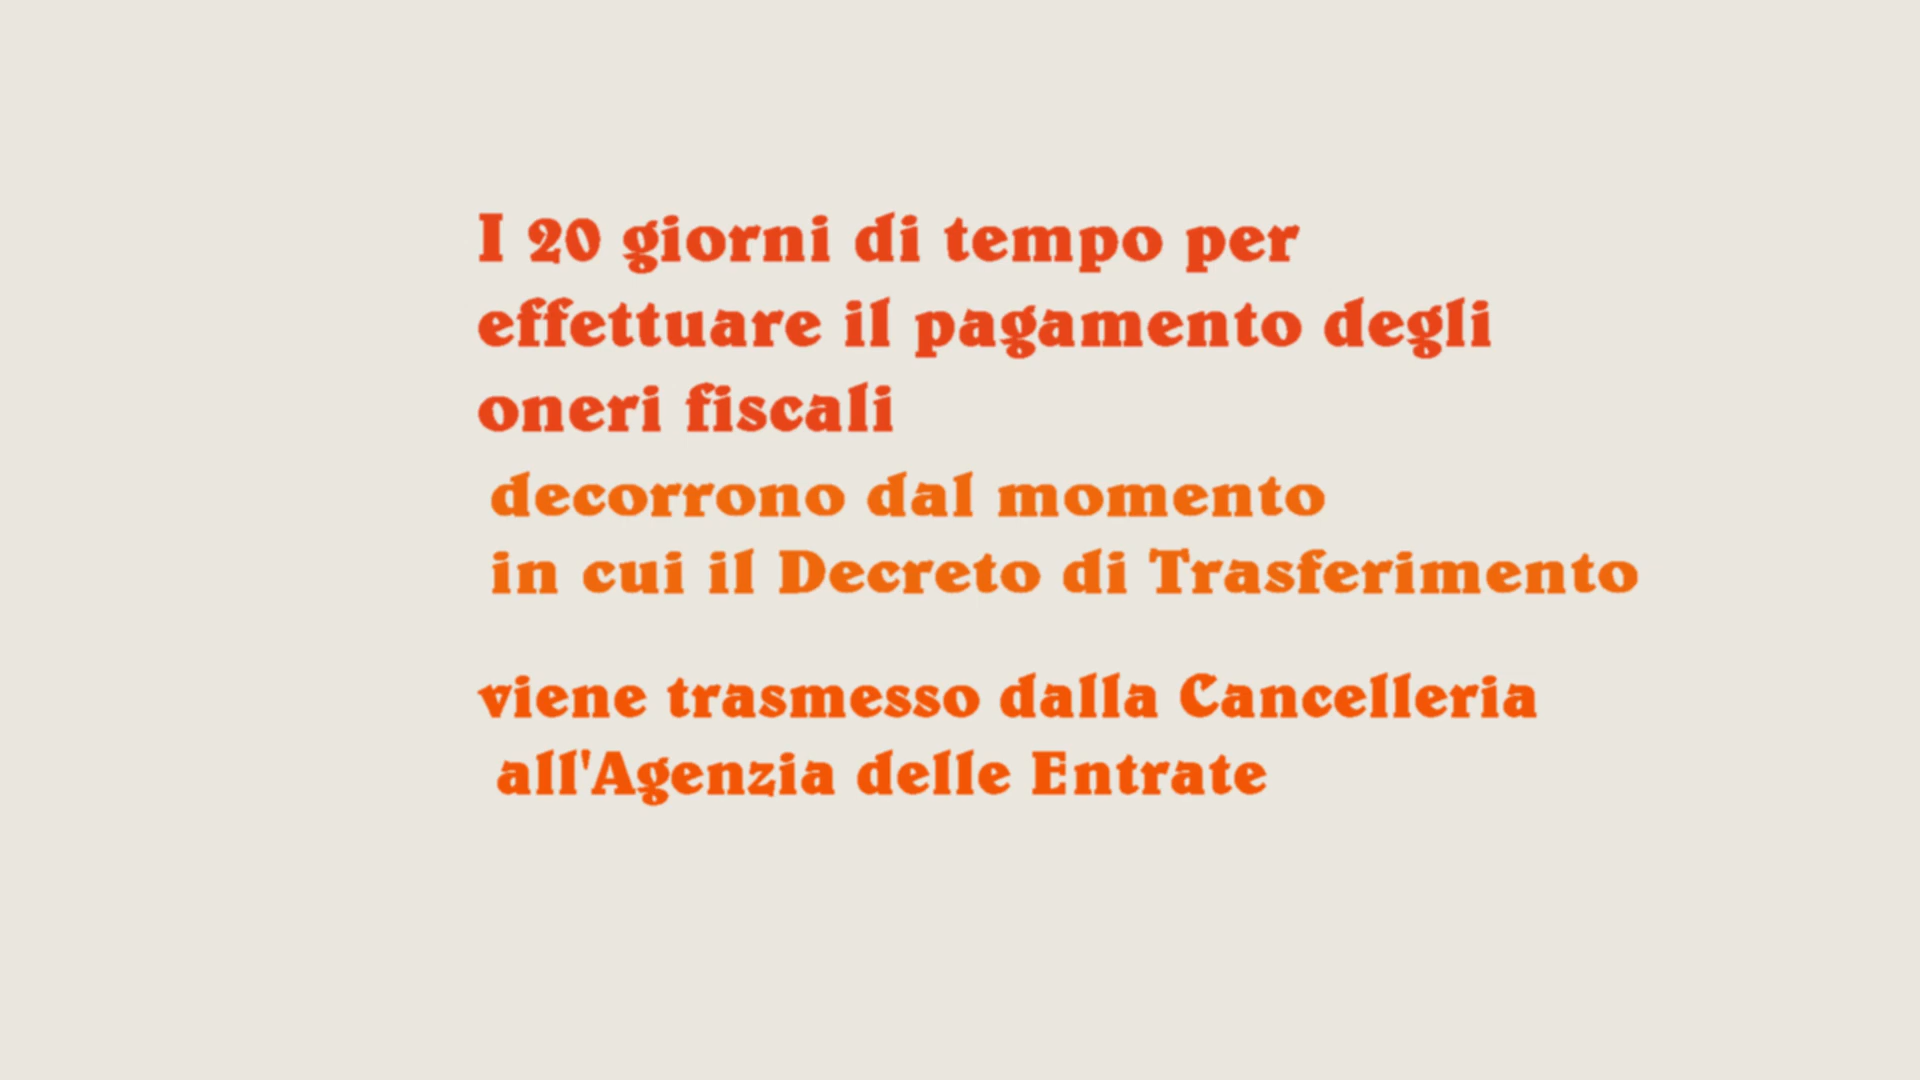 I 20 giorni di tempo per
effettuare il pagamento degli
oneri fiscali
decorrono dal momento
in cui il Decreto di Trasferimento
viene trasmesso dalla Cancelleria
all'Agenzia delle Entrate